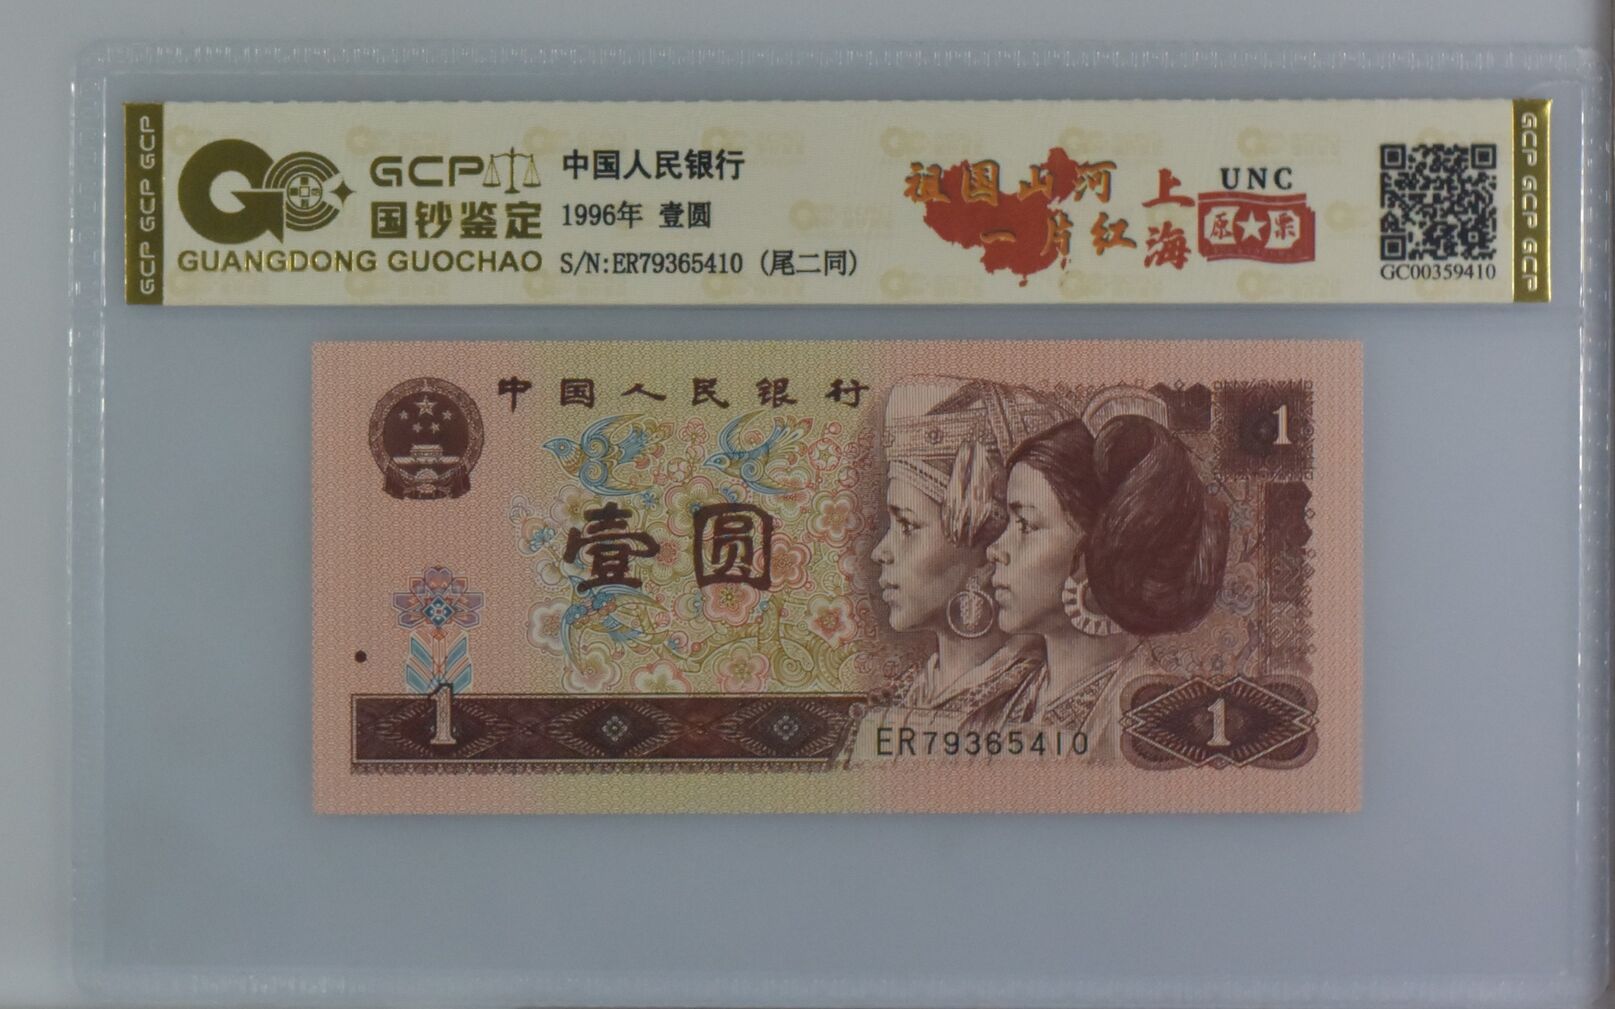 GCP GCP GCP
GCP 中国人民银行
国钞鉴定 1996年 壹圆
GUANGDONG GUOCHAO S/N:ER79365410 (尾二同)
祖国山河
一片红
上海
UNC
原票
GC00359410
GCP GCP GCP
中国人民银行
1
壹圆
1
ER79365410
1